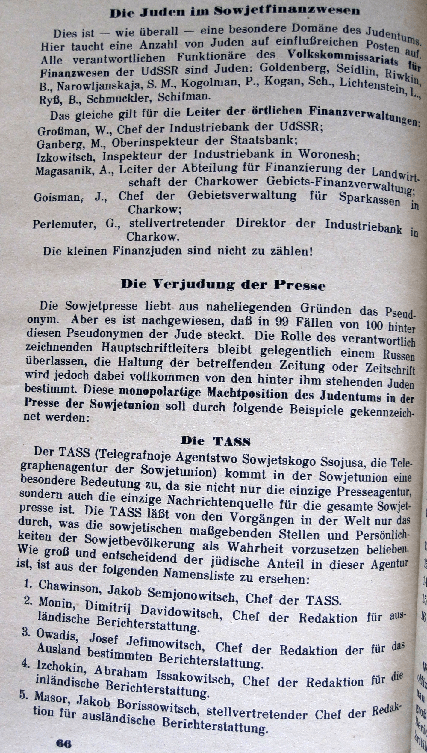 Die Juden im Sowjetfinanzwesen
Dies ist — wie überall — eine besondere Domäne des Judentums.
Hier taucht eine Anzahl von Juden auf einflußreichen Posten auf.
Alle verantwortlichen Funktionäre des Volkskommissariats für
Finanzwesen der UdSSR sind Juden: Goldenberg, Seidlin, Riwkin,
B., Narowljanskaja, S. M., Kogolman, P., Kogan, Sch., Lichtenstein, L.,
Ryß, B., Schmuckler, Schifman.
Das gleiche gilt für die Leiter der örtlichen Finanzverwaltungen:
Großman, W., Chef der Industriebank der UdSSR;
Ganberg, M., Oberinspekteur der Staatsbank;
Izkowitsch, Inspekteur der Industriebank in Woronesh;
Magasanik, A., Leiter der Abteilung für Finanzierung der Landwirt-
schaft der Charkower Gebiets-Finanzverwaltung;
Goisman, J., Chef der Gebietsverwaltung für Sparkassen in
Charkow;
Perlemuter, G., stellvertretender Direktor der Industriebank in
Charkow.
Die kleinen Finanzjuden sind nicht zu zählen!
Die Verjudung der Presse
Die Sowjetpresse liebt aus naheliegenden Gründen das Pseud-
onym. Aber es ist nachgewiesen, daß in 99 Fällen von 100 hinter
diesen Pseudonymen der Jude steckt. Die Rolle des verantwortlich
zeichnenden Hauptschriftleiters bleibt gelegentlich einem Russen
überlassen, die Haltung der betreffenden Zeitung oder Zeitschrift
wird jedoch dabei vollkommen von den hinter ihm stehenden Juden
bestimmt. Diese monopolartige Machtposition des Judentums in der
Presse der Sowjetunion soll durch folgende Beispiele gekennzeich-
net werden:
Die TASS
Der TASS (Telegrafnoje Agentstwo Sowjetskogo Ssojusa, die Tele-
graphenagentur der Sowjetunion) kommt in der Sowjetunion eine
besondere Bedeutung zu, da sie nicht nur die einzige Presseagentur,
sondern auch die einzige Nachrichtenquelle für die gesamte Sowjet-
presse ist. Die TASS läßt von den Vorgängen in der Welt nur das
durch, was die sowjetischen maßgebenden Stellen und Persönlich-
keiten der Sowjetbevölkerung als Wahrheit vorzusetzen belieben.
Wie groß und entscheidend der jüdische Anteil in dieser Agentur
ist, ist aus der folgenden Namensliste zu ersehen:
1. Chawinson, Jakob Semjonowitsch, Chef der TASS.
2. Monin, Dimitrij Davidowitsch, Chef der Redaktion für aus-
ländische Berichterstattung.
3. Owadis, Josef Jefimowitsch, Chef der Redaktion der für das
Ausland bestimmten Berichterstattung.
4. Izchokin, Abraham Issakowitsch, Chef der Redaktion für die
inländische Berichterstattung.
5. Masor, Jakob Borissowitsch, stellvertretender Chef der Redak-
tion für ausländische Berichterstattung.
66